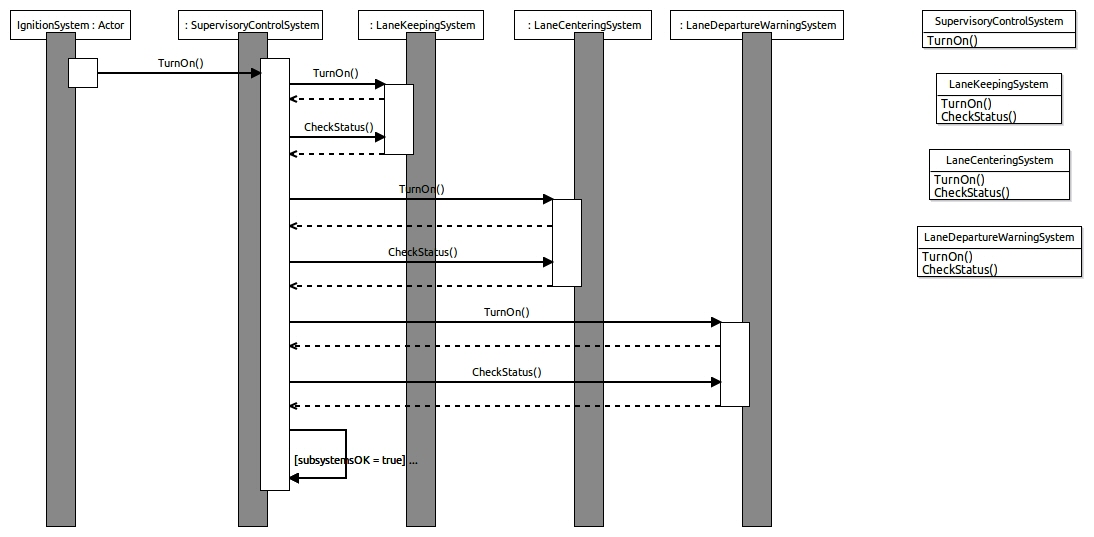 IgnitionSystem : Actor
: SupervisoryControlSystem
: LaneKeepingSystem
: LaneCenteringSystem
: LaneDepartureWarningSystem
TurnOn()
TurnOn()
CheckStatus()
TurnOn()
CheckStatus()
TurnOn()
CheckStatus()
[subsystemsOK = true] ...
SupervisoryControlSystem
TurnOn()
LaneKeepingSystem
TurnOn()
CheckStatus()
LaneCenteringSystem
TurnOn()
CheckStatus()
LaneDepartureWarningSystem
TurnOn()
CheckStatus()